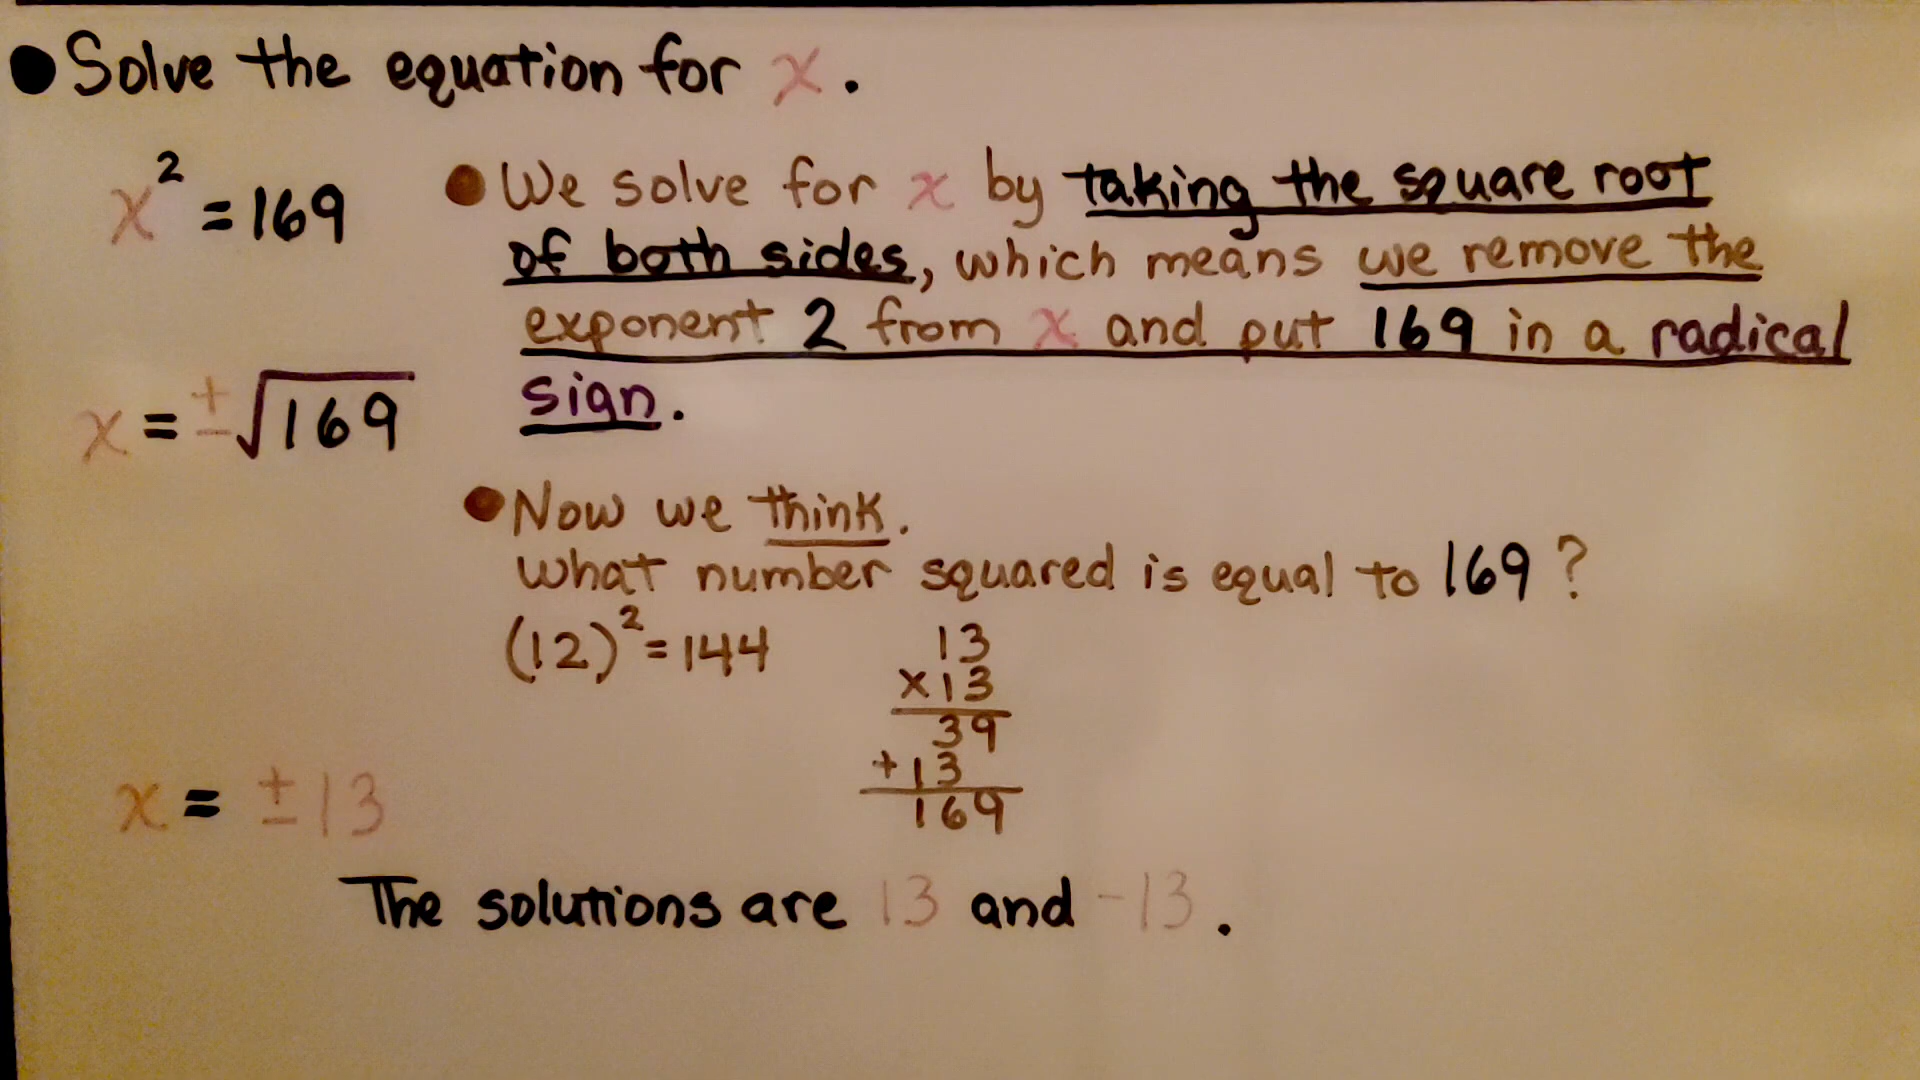 ● Solve the equation for x.
x² = 169
● We solve for x by taking the square root
of both sides, which means we remove the
exponent 2 from x and put 169 in a radical
sign.
x = ±√169
● Now we think.
What number squared is equal to 169?
(12)² = 144
13
x13
39
+13
169
x = ±13
The solutions are 13 and -13.